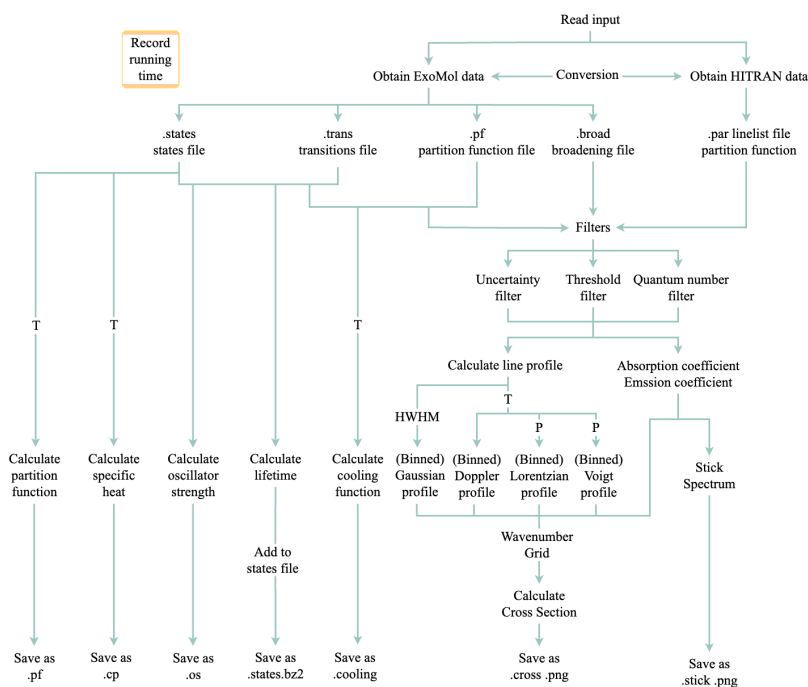 Read input
Record
running
time
Obtain ExoMol data
Conversion
Obtain HITRAN data
.states
states file
.trans
transitions file
.pf
partition function file
.broad
broadening file
.par linelist file
partition function
Filters
Uncertainty
filter
Threshold
filter
Quantum number
filter
T
T
T
Calculate line profile
Absorption coefficient
Emssion coefficient
T
HWHM
P
P
Calculate
partition
function
Calculate
specific
heat
Calculate
oscillator
strength
Calculate
lifetime
Calculate
cooling
function
(Binned)
Gaussian
profile
(Binned)
Doppler
profile
(Binned)
Lorentzian
profile
(Binned)
Voigt
profile
Stick
Spectrum
Wavenumber
Grid
Add to
states file
Calculate
Cross Section
Save as
.pf
Save as
.cp
Save as
.os
Save as
.states.bz2
Save as
.cooling
Save as
.cross .png
Save as
.stick .png